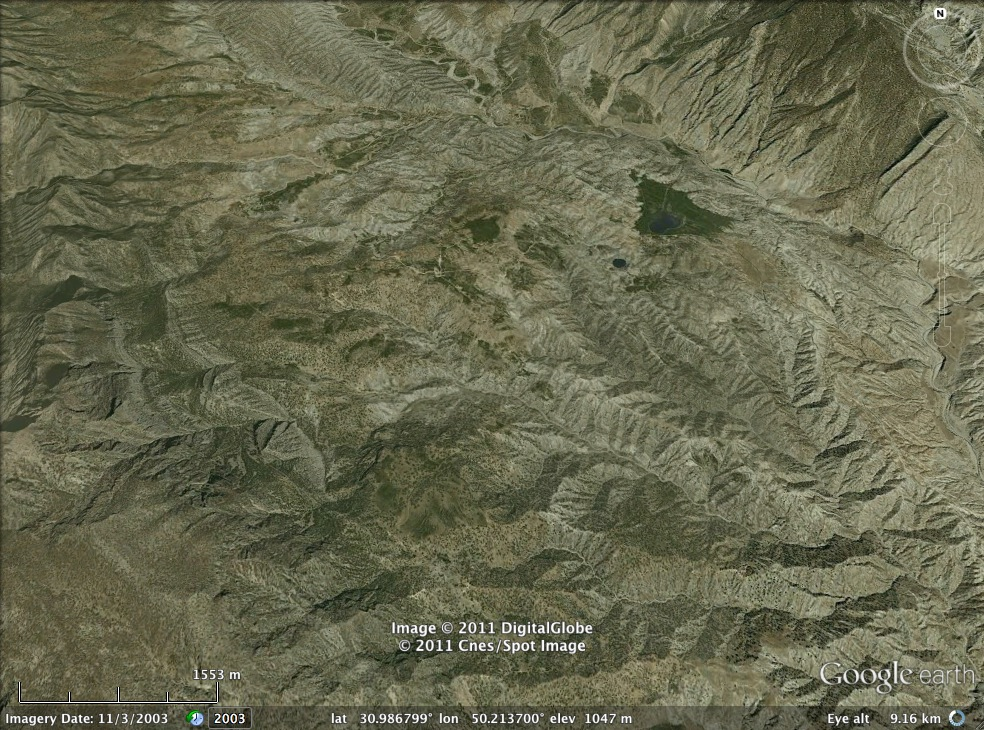 N
Image © 2011 DigitalGlobe
© 2011 Cnes/Spot Image
1553 m
Google earth
Imagery Date: 11/3/2003 2003 lat 30.986799° lon 50.213700° elev 1047 m Eye alt 9.16 km